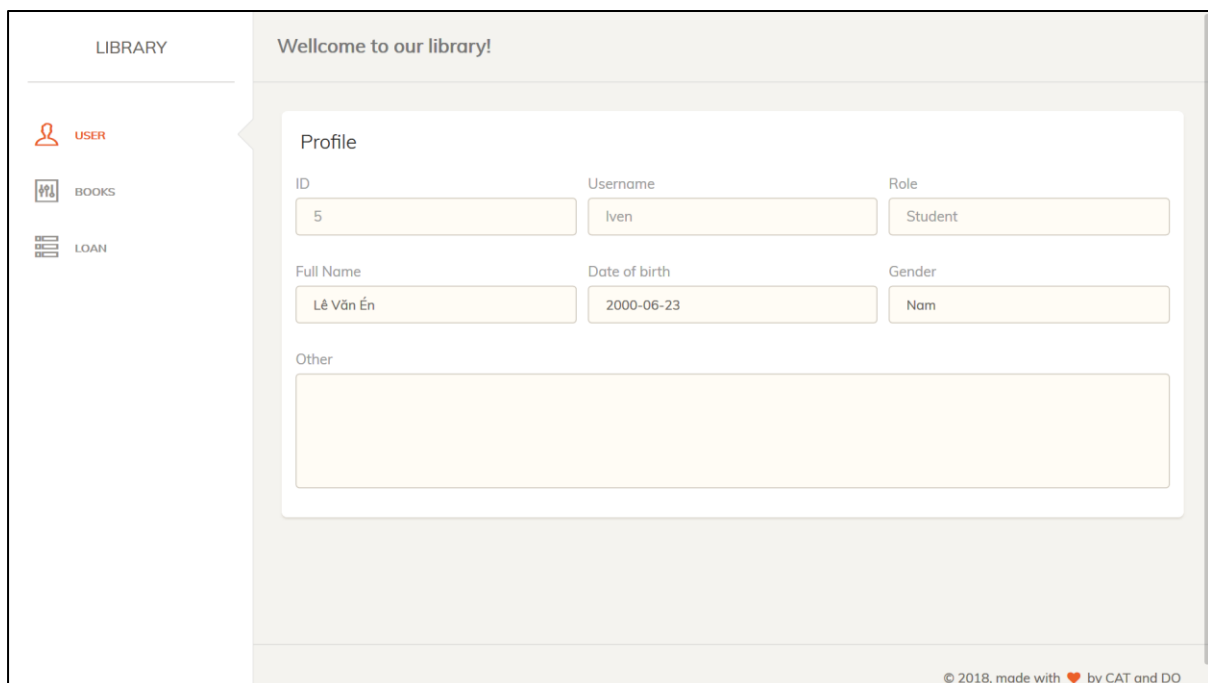 LIBRARY
Wellcome to our library!
USER
BOOKS
LOAN
Profile
ID Username Role
5 Iven Student
Full Name Date of birth Gender
Lê Văn Én 2000-06-23 Nam
Other
© 2018, made with ❤ by CAT and DO